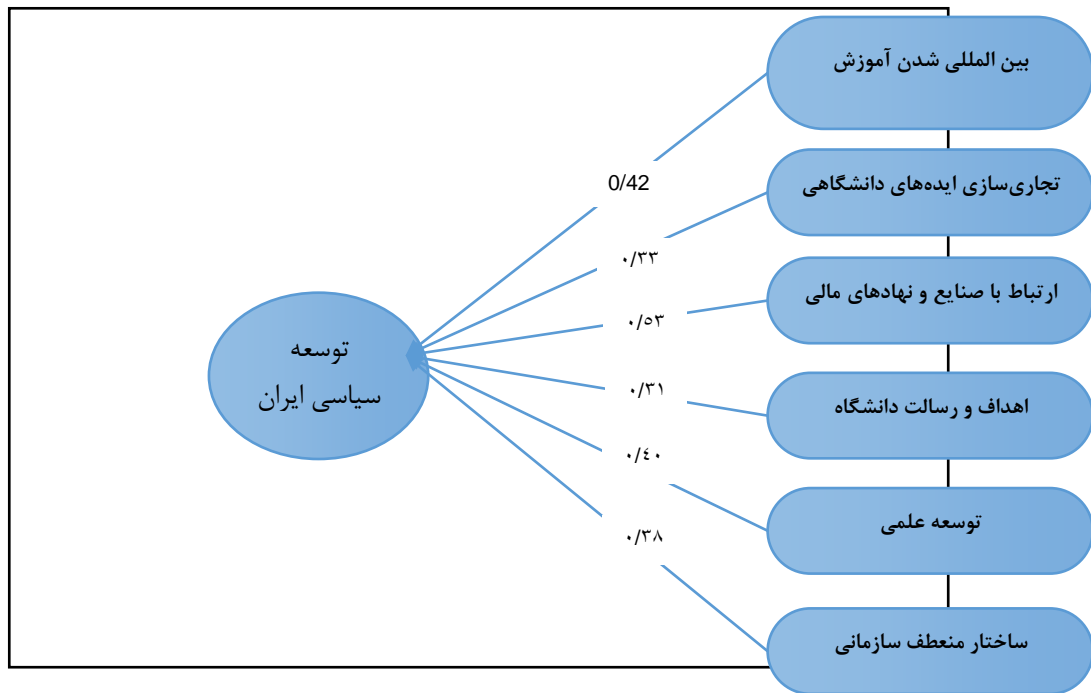 بین المللی شدن آموزش
تجاری‌سازی ایده‌های دانشگاهی
ارتباط با صنایع و نهادهای مالی
اهداف و رسالت دانشگاه
توسعه علمی
ساختار منعطف سازمانی
0/42
۰/۳۳
۰/۵۳
۰/۳۱
۰/٤۰
۰/۳۸
توسعه
سیاسی ایران